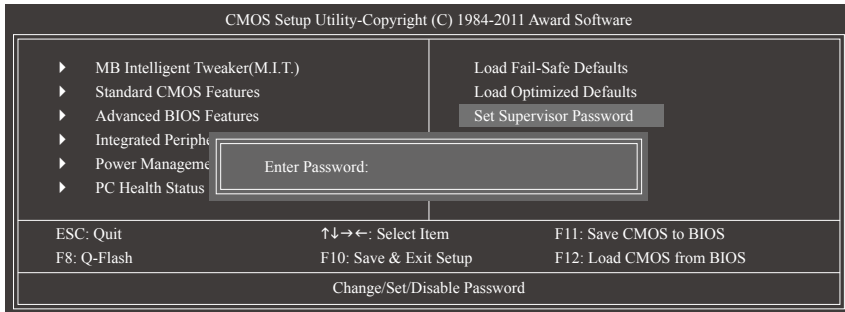 CMOS Setup Utility-Copyright (C) 1984-2011 Award Software
MB Intelligent Tweaker(M.I.T.)
Standard CMOS Features
Advanced BIOS Features
Integrated Periphe
Power Manageme
PC Health Status
Load Fail-Safe Defaults
Load Optimized Defaults
Set Supervisor Password
Enter Password:
ESC: Quit ↑↓→←: Select Item F11: Save CMOS to BIOS
F8: Q-Flash F10: Save & Exit Setup F12: Load CMOS from BIOS
Change/Set/Disable Password